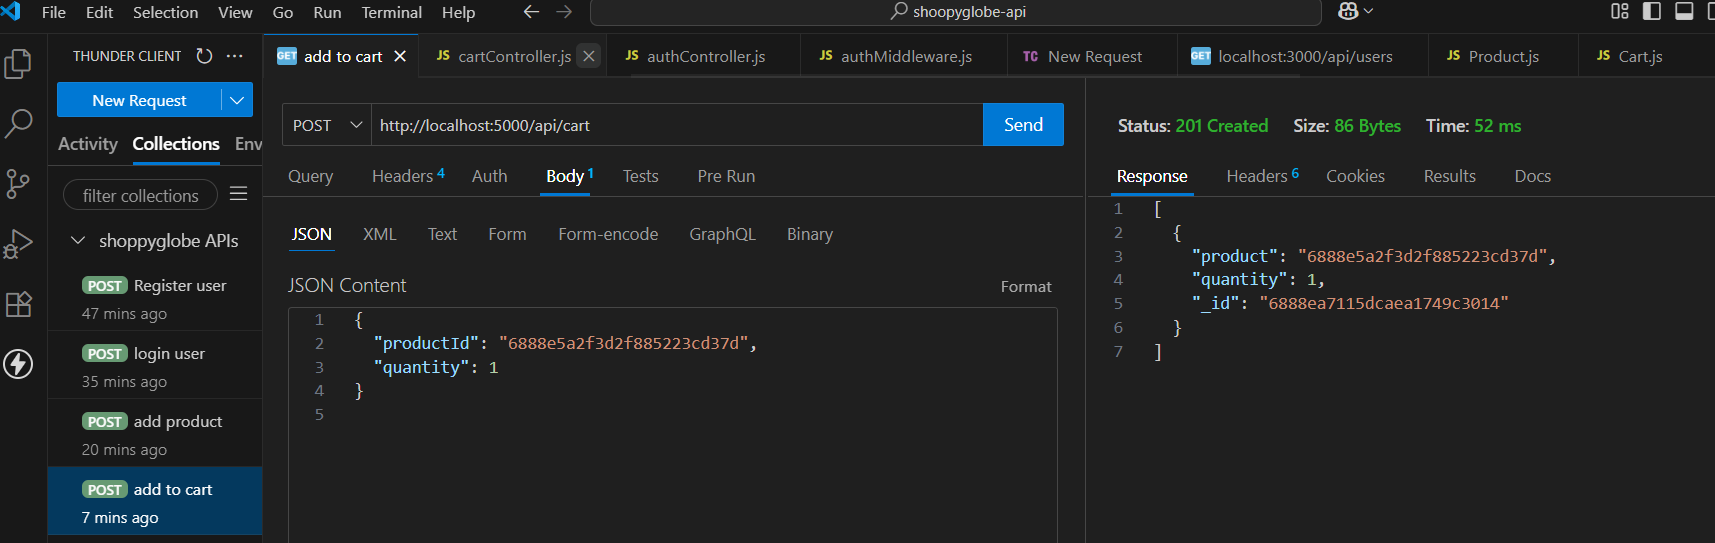 File Edit Selection View Go Run Terminal Help shoopyglobe-api
THUNDER CLIENT
New Request
Activity Collections Env
filter collections
shoppyglobe APIs
POST Register user
47 mins ago
POST login user
35 mins ago
POST add product
20 mins ago
POST add to cart
7 mins ago
GET add to cart JS cartController.js JS authController.js JS authMiddleware.js TC New Request GET localhost:3000/api/users JS Product.js JS Cart.js
POST http://localhost:5000/api/cart Send
Query Headers 4 Auth Body 1 Tests Pre Run
JSON XML Text Form Form-encode GraphQL Binary
JSON Content Format
1 {
2 "productId": "6888e5a2f3d2f885223cd37d",
3 "quantity": 1
4 }
5
Status: 201 Created Size: 86 Bytes Time: 52 ms
Response Headers 6 Cookies Results Docs
1 [
2 {
3 "product": "6888e5a2f3d2f885223cd37d",
4 "quantity": 1,
5 "_id": "6888ea7115dcaea1749c3014"
6 }
7 ]